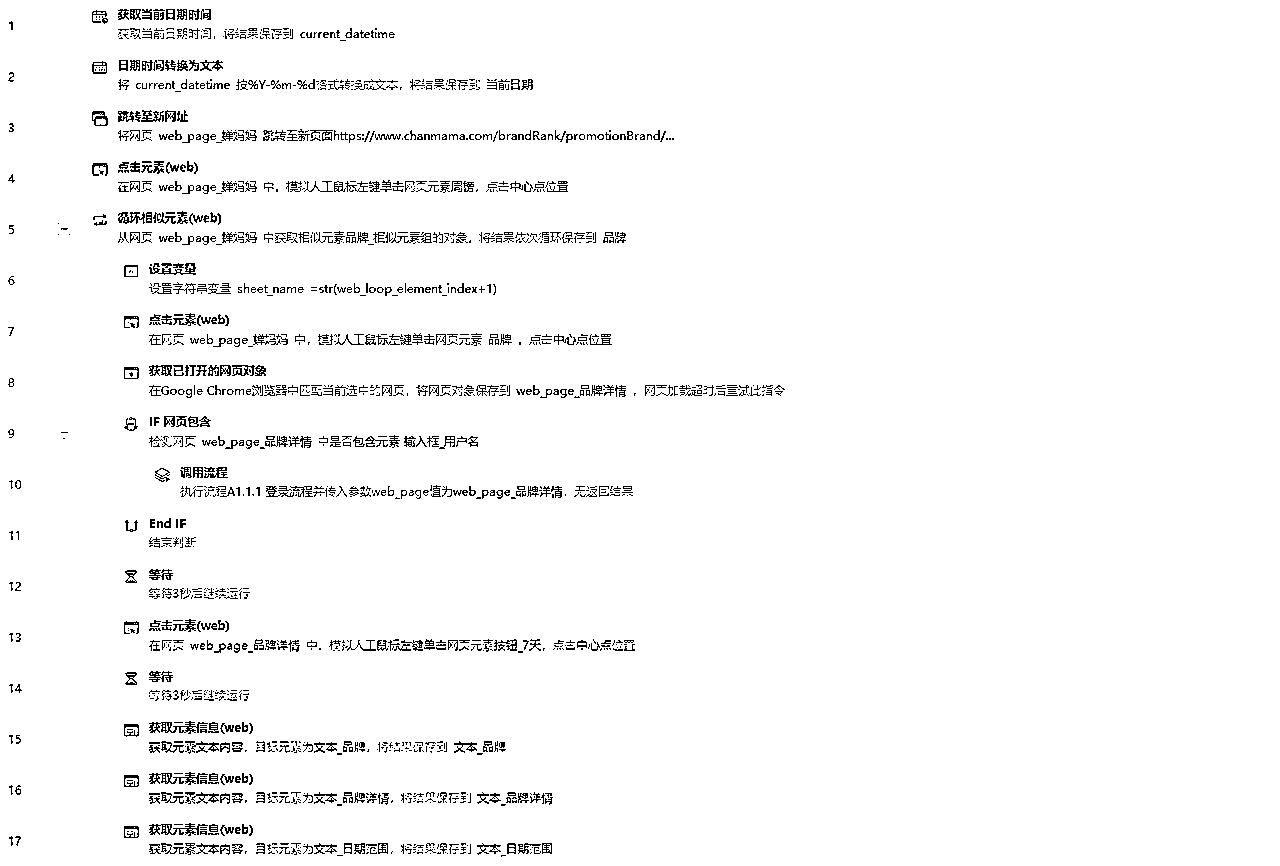 1
获取当前日期时间
获取当前日期时间，将结果保存到 current_datetime
2
日期时间转换为文本
将 current_datetime 按%Y-%m-%d格式转换成文本，将结果保存到 当前日期
3
跳转至新网址
将网页 web_page_蝉妈妈 跳转至新页面https://www.chanmama.com/brandRank/promotionBrand/...
4
点击元素(web)
在网页 web_page_蝉妈妈 中，模拟人工鼠标左键单击网页元素周榜，点击中心点位置
5
循环相似元素(web)
从网页 web_page_蝉妈妈 中获取相似元素品牌_相似元素组的对象，将结果依次循环保存到 品牌
6
设置变量
设置字符串变量 sheet_name =str(web_loop_element_index+1)
7
点击元素(web)
在网页 web_page_蝉妈妈 中，模拟人工鼠标左键单击网页元素 品牌 ，点击中心点位置
8
获取已打开的网页对象
在Google Chrome浏览器中匹配当前选中的网页，将网页对象保存到 web_page_品牌详情 ，网页加载超时后重试此指令
9
IF 网页包含
检测网页 web_page_品牌详情 中是否包含元素 输入框_用户名
10
调用流程
执行流程A1.1.1 登录流程并传入参数web_page值为web_page_品牌详情，无返回结果
11
End IF
结束判断
12
等待
等待3秒后继续运行
13
点击元素(web)
在网页 web_page_品牌详情 中，模拟人工鼠标左键单击网页元素按钮_7天，点击中心点位置
14
等待
等待3秒后继续运行
15
获取元素信息(web)
获取元素文本内容，目标元素为文本_品牌，将结果保存到 文本_品牌
16
获取元素信息(web)
获取元素文本内容，目标元素为文本_品牌详情，将结果保存到 文本_品牌详情
17
获取元素信息(web)
获取元素文本内容，目标元素为文本_日期范围，将结果保存到 文本_日期范围